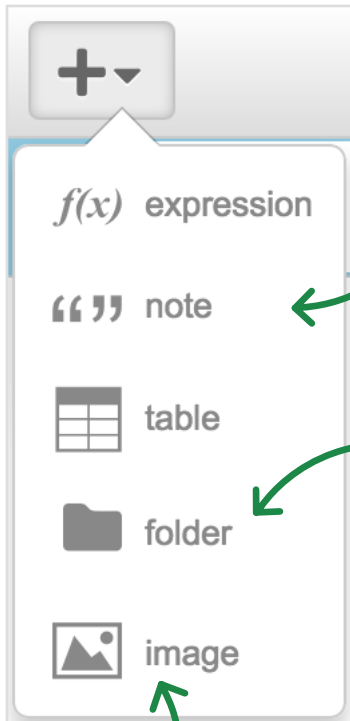 f(x) expression
“ ” note
table
folder
image